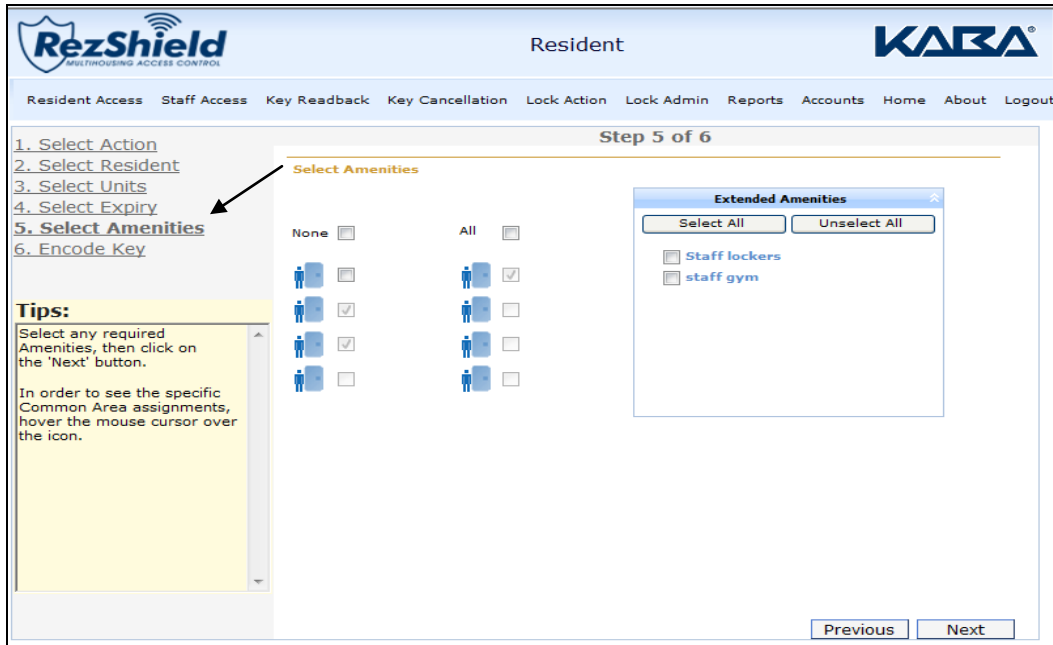 RezShield
MULTIHOUSING ACCESS CONTROL
Resident
KABA®
Resident Access Staff Access Key Readback Key Cancellation Lock Action Lock Admin Reports Accounts Home About Logout
1. Select Action
2. Select Resident
3. Select Units
4. Select Expiry
5. Select Amenities
6. Encode Key
Tips:
Select any required
Amenities, then click on
the 'Next' button.
In order to see the specific
Common Area assignments,
hover the mouse cursor over
the icon.
Step 5 of 6
Select Amenities
None All
Extended Amenities
Select All Unselect All
Staff lockers
staff gym
Previous Next